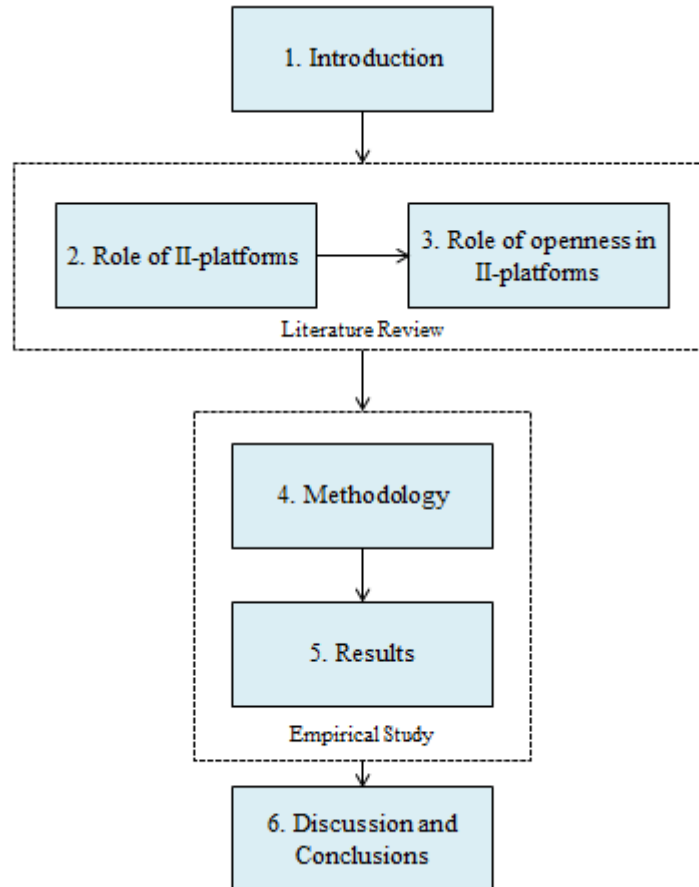 1. Introduction
2. Role of II-platforms
3. Role of openness in
II-platforms
Literature Review
4. Methodology
5. Results
Empirical Study
6. Discussion and
Conclusions